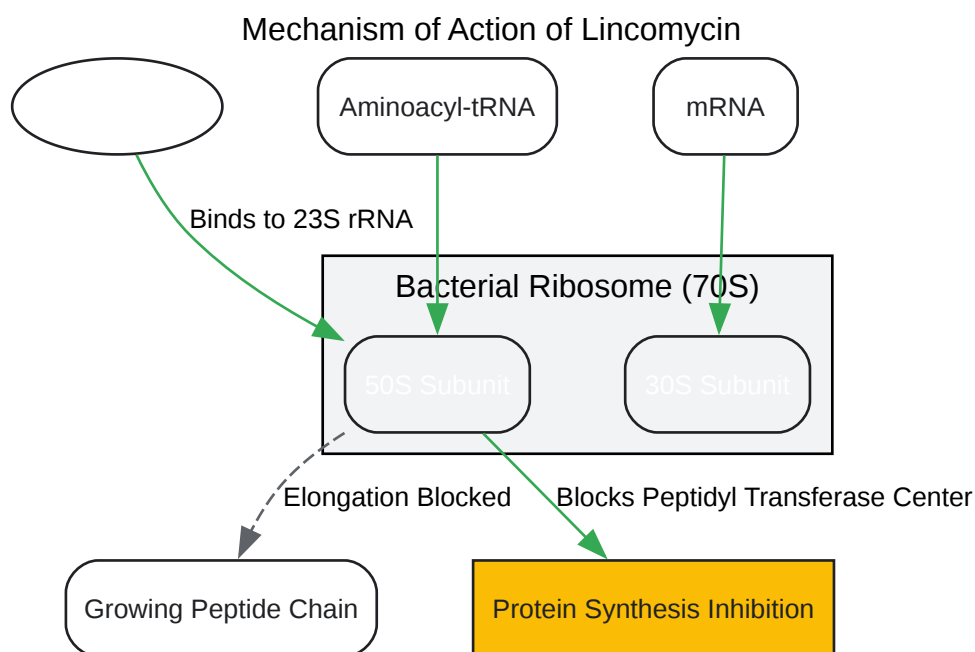 Mechanism of Action of Lincomycin
Aminoacyl-tRNA
mRNA
Binds to 23S rRNA
Bacterial Ribosome (70S)
50S Subunit
30S Subunit
Elongation Blocked
Blocks Peptidyl Transferase Center
Growing Peptide Chain
Protein Synthesis Inhibition